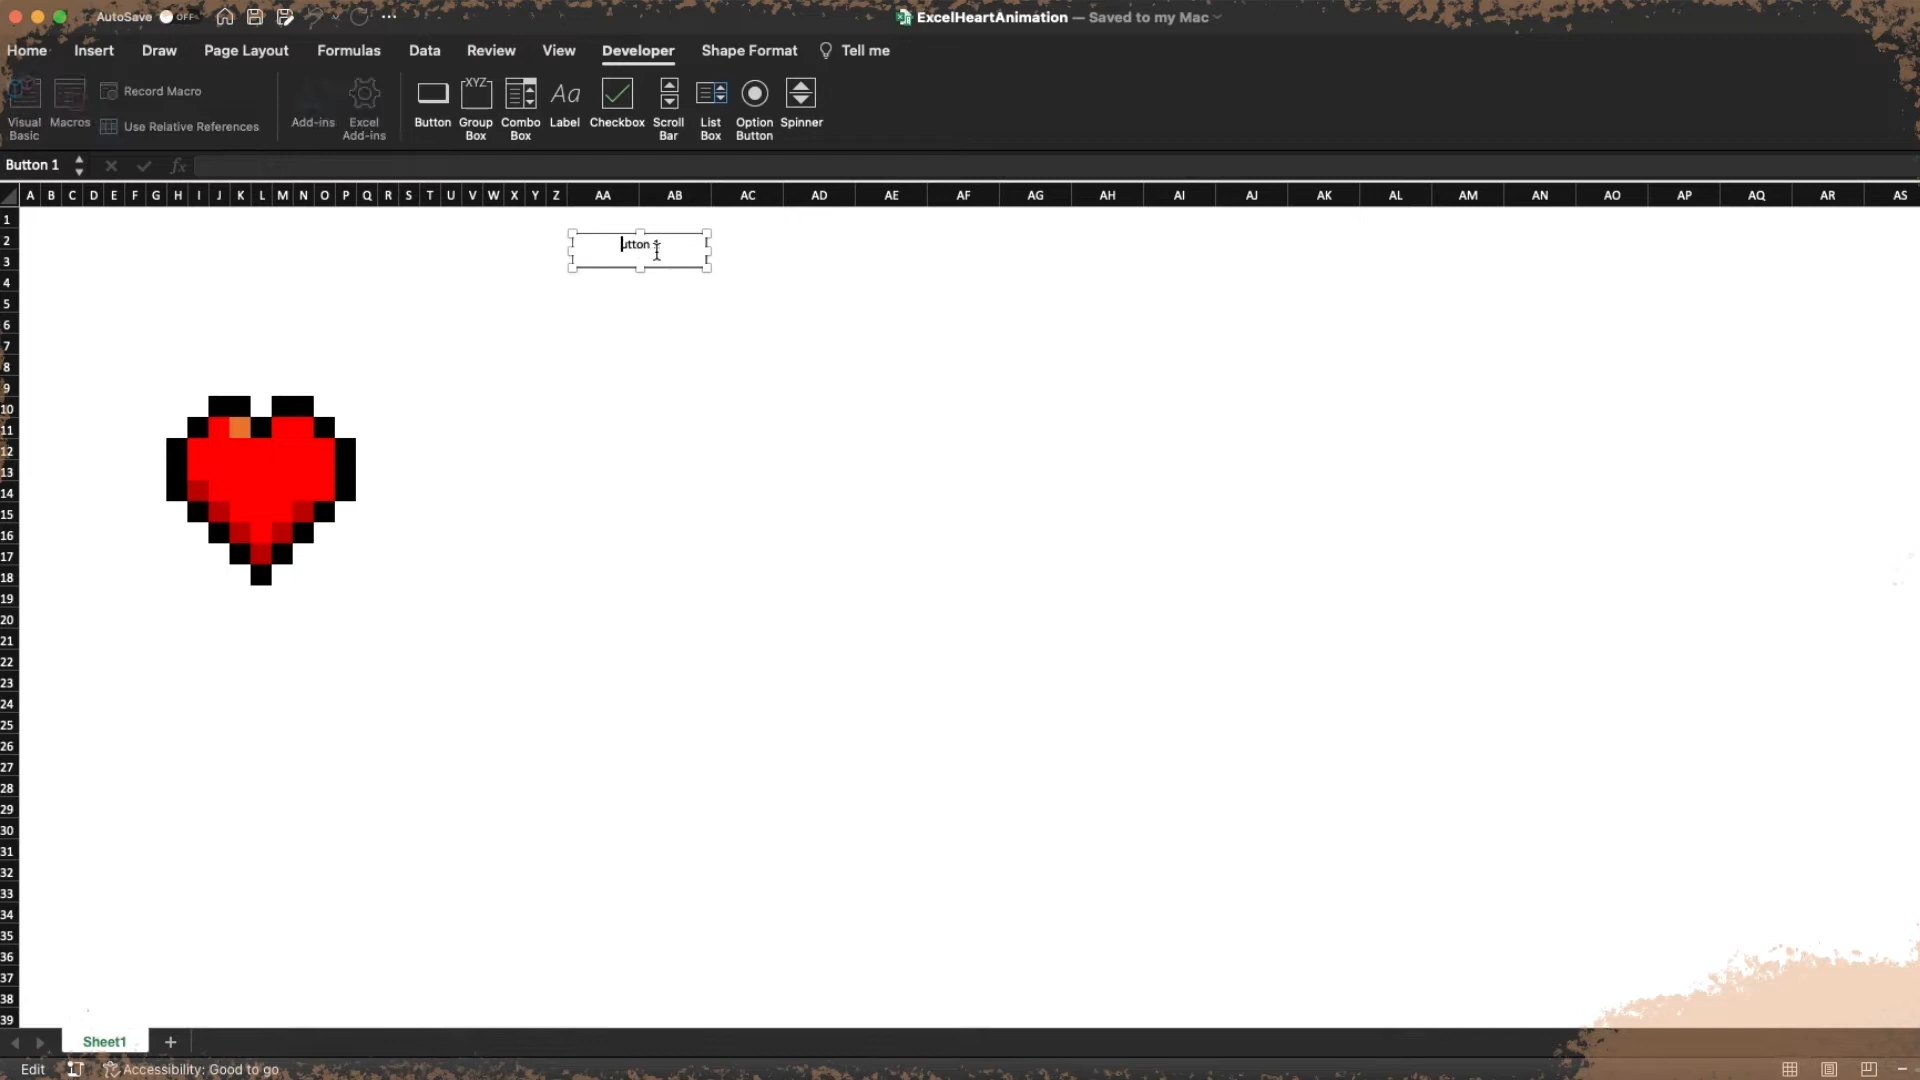 AutoSave OFF ExcelHeartAnimation — Saved to my Mac
Home Insert Draw Page Layout Formulas Data Review View Developer Shape Format Tell me
Visual Basic
Macros
Record Macro
Use Relative References
Add-ins
Excel Add-ins
Button
XYZ
Group Box
Combo Box
Aa
Label
Checkbox
Scroll Bar
List Box
Option Button
Spinner
Button 1 fx
A B C D E F G H I J K L M N O P Q R S T U V W X Y Z AA AB AC AD AE AF AG AH AI AJ AK AL AM AN AO AP AQ AR AS
1
2
utton
3
4
5
6
7
8
9
10
11
12
13
14
15
16
17
18
19
20
21
22
23
24
25
26
27
28
29
30
31
32
33
34
35
36
37
38
39
Sheet1 +
Edit Accessibility: Good to go